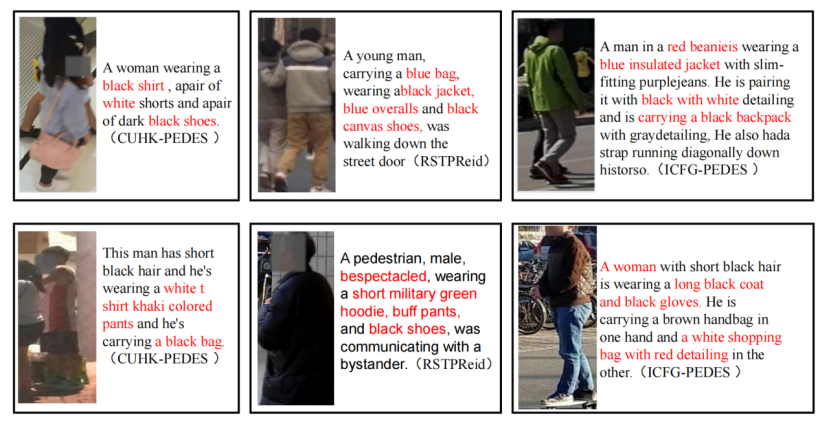 A woman wearing a
black shirt , apair of
white shorts and apair
of dark black shoes.
（CUHK-PEDES ）
A young man,
carrying a blue bag,
wearing ablack jacket,
blue overalls and black
canvas shoes, was
walking down the
street door（RSTPReid）
A man in a red beanieis wearing a
blue insulated jacket with slim-
fitting purplejeans. He is pairing
it with black with white detailing
and is carrying a black backpack
with graydetailing, He also hada
strap running diagonally down
historso.（ICFG-PEDES ）
This man has short
black hair and he's
wearing a white t
shirt khaki colored
pants and he's
carrying a black bag.
（CUHK-PEDES ）
A pedestrian, male,
bespectacled, wearing
a short military green
hoodie, buff pants,
and black shoes, was
communicating with a
bystander.（RSTPReid）
A woman with short black hair
is wearing a long black coat
and black gloves. He is
carrying a brown handbag in
one hand and a white shopping
bag with red detailing in the
other.（ICFG-PEDES ）